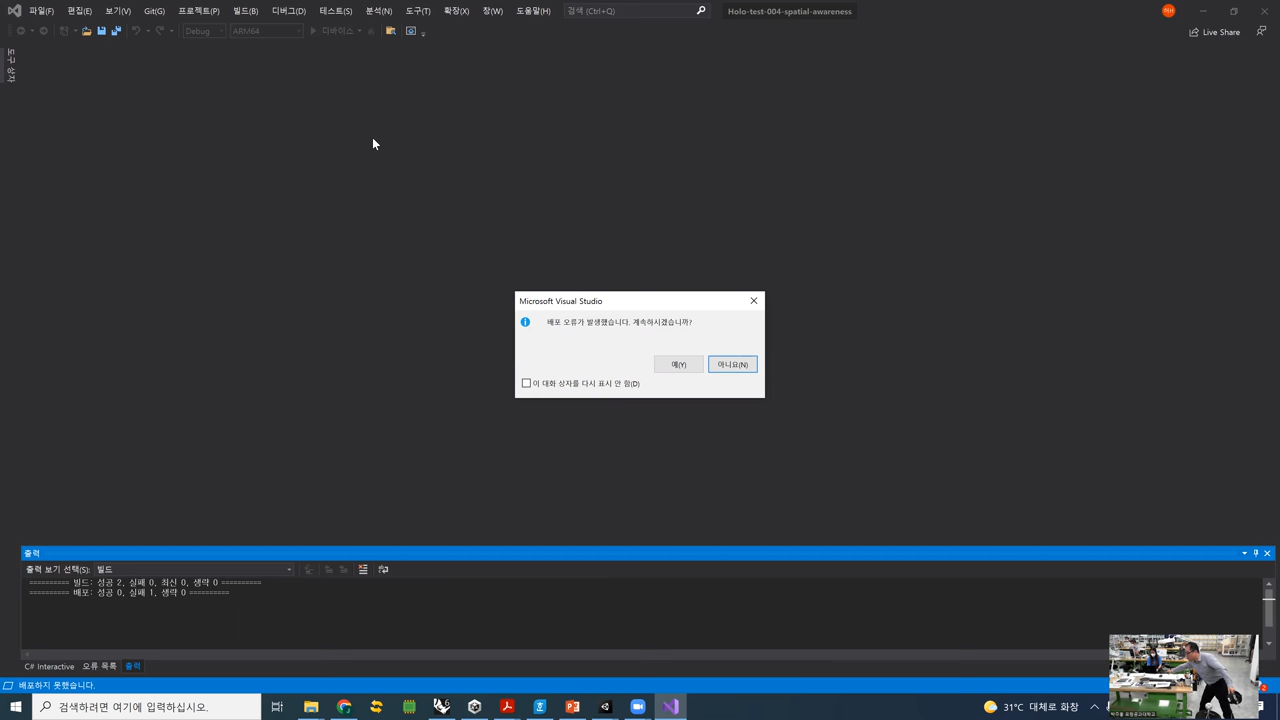 파일(F) 편집(E) 보기(V) Git(G) 프로젝트(P) 빌드(B) 디버그(D) 테스트(S) 분석(N) 도구(T) 확장(X) 창(W) 도움말(H) 검색 (Ctrl+Q) Holo-test-004-spatial-awareness
Debug ARM64 디바이스 Live Share
도구 상자
Microsoft Visual Studio
배포 오류가 발생했습니다. 계속하시겠습니까?
예(Y) 아니요(N)
이 대화 상자를 다시 표시 안 함(D)
출력
출력 보기 선택(S): 빌드
========== 빌드: 성공 2, 실패 0, 최신 0, 생략 0 ==========
========== 배포: 성공 0, 실패 1, 생략 0 ==========
C# Interactive 오류 목록 출력
배포하지 못했습니다.
검색하려면 여기에 입력하십시오.
31°C 대체로 화창